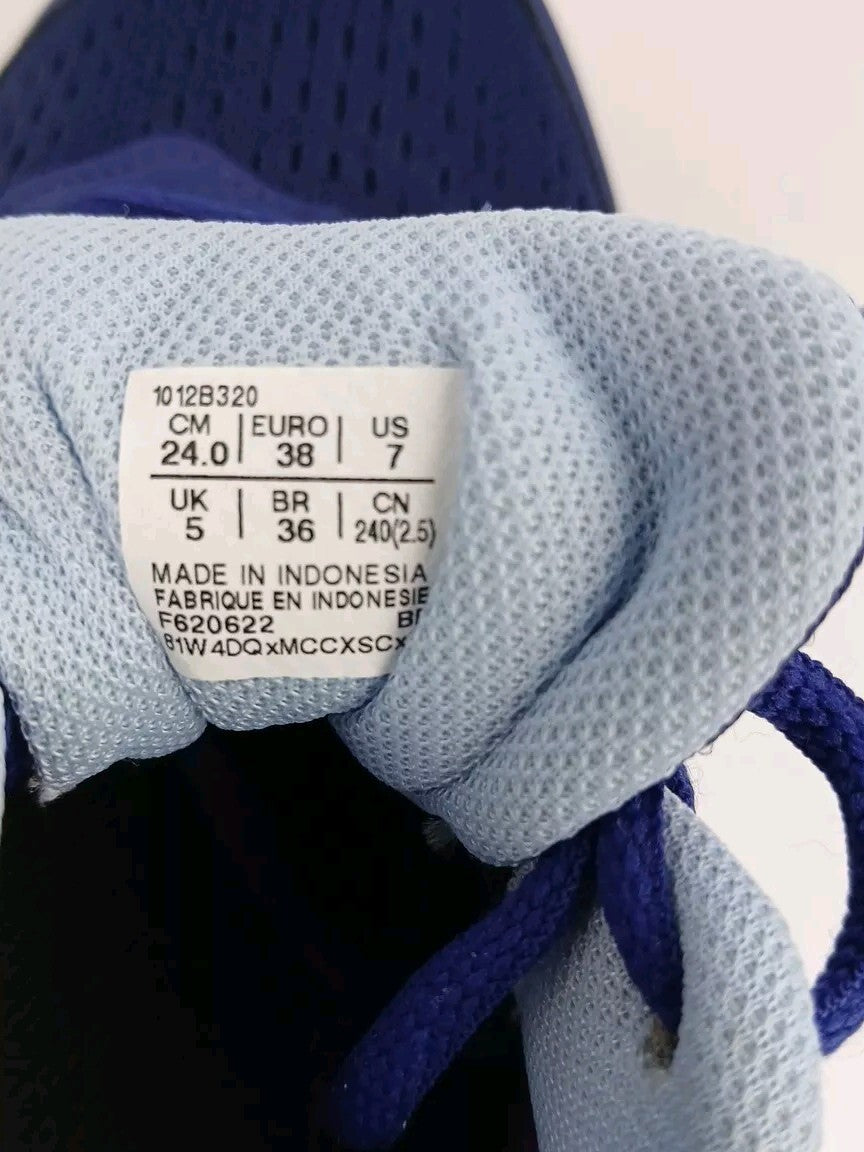 1012B320
CM | EURO | US
24.0 | 38 | 7
UK | BR | CN
5 | 36 | 240(2.5)
MADE IN INDONESIA
FABRIQUE EN INDONESIE
F620622